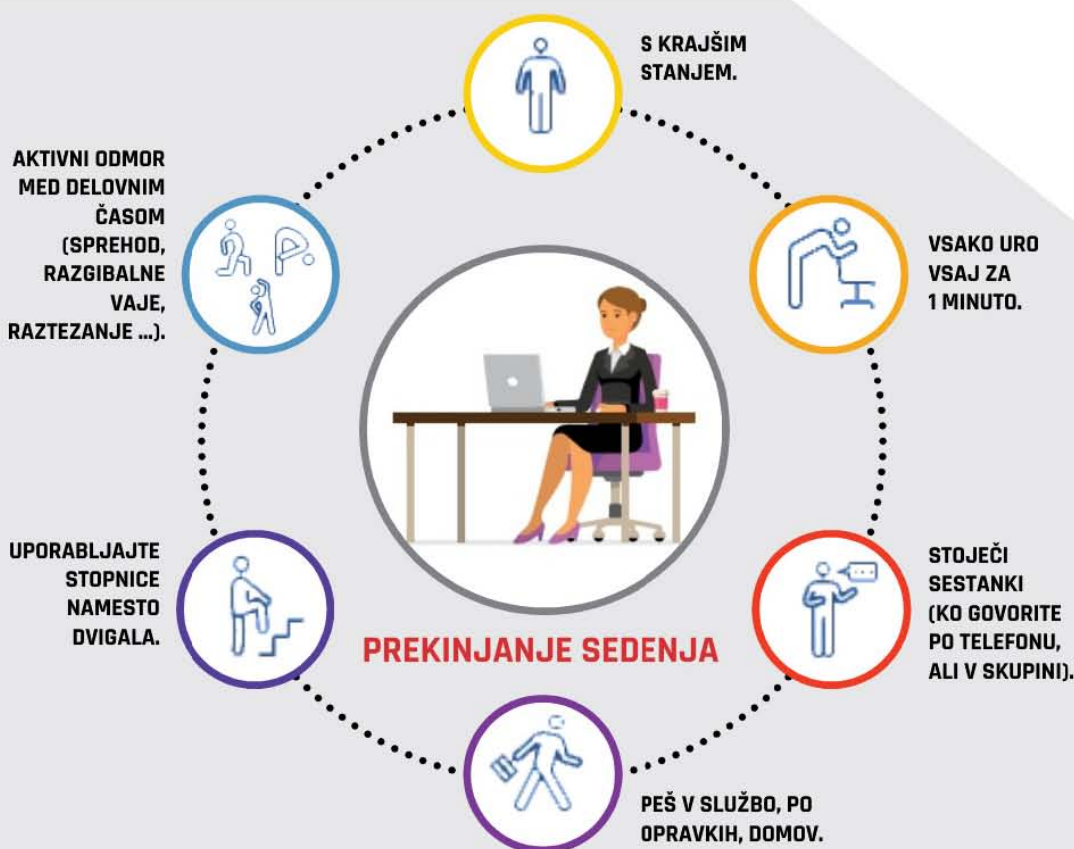 S KRAJŠIM
STANJEM.
VSAKO URO
VSAJ ZA
1 MINUTO.
STOJEČI
SESTANKI
(KO GOVORITE
PO TELEFONU,
ALI V SKUPINI).
PEŠ V SLUŽBO, PO
OPRAVKIH, DOMOV.
UPORABLJAJTE
STOPNICE
NAMESTO
DVIGALA.
AKTIVNI ODMOR
MED DELOVNIM
ČASOM
(SPREHOD,
RAZGIBALNE
VAJE,
RAZTEZANJE ...).
PREKINJANJE SEDENJA